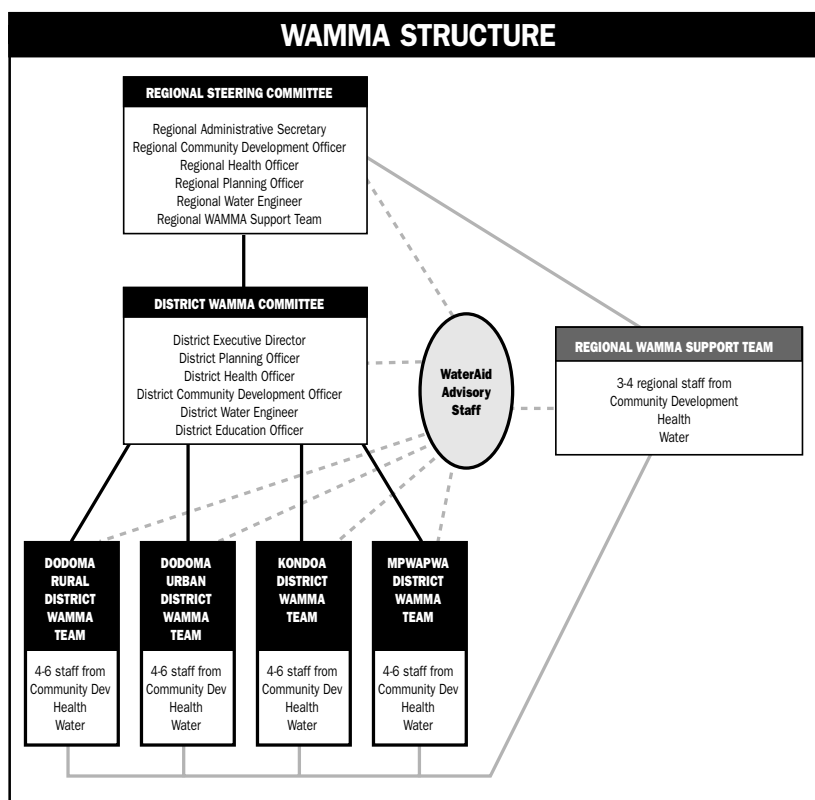 WAMMA STRUCTURE
REGIONAL STEERING COMMITTEE
Regional Administrative Secretary
Regional Community Development Officer
Regional Health Officer
Regional Planning Officer
Regional Water Engineer
Regional WAMMA Support Team
DISTRICT WAMMA COMMITTEE
District Executive Director
District Planning Officer
District Health Officer
District Community Development Officer
District Water Engineer
District Education Officer
WaterAid
Advisory
Staff
REGIONAL WAMMA SUPPORT TEAM
3-4 regional staff from
Community Development
Health
Water
DODOMA
RURAL
DISTRICT
WAMMA
TEAM
4-6 staff from
Community Dev
Health
Water
DODOMA
URBAN
DISTRICT
WAMMA
TEAM
4-6 staff from
Community Dev
Health
Water
KONDOA
DISTRICT
WAMMA
TEAM
4-6 staff from
Community Dev
Health
Water
MPWAPWA
DISTRICT
WAMMA
TEAM
4-6 staff from
Community Dev
Health
Water